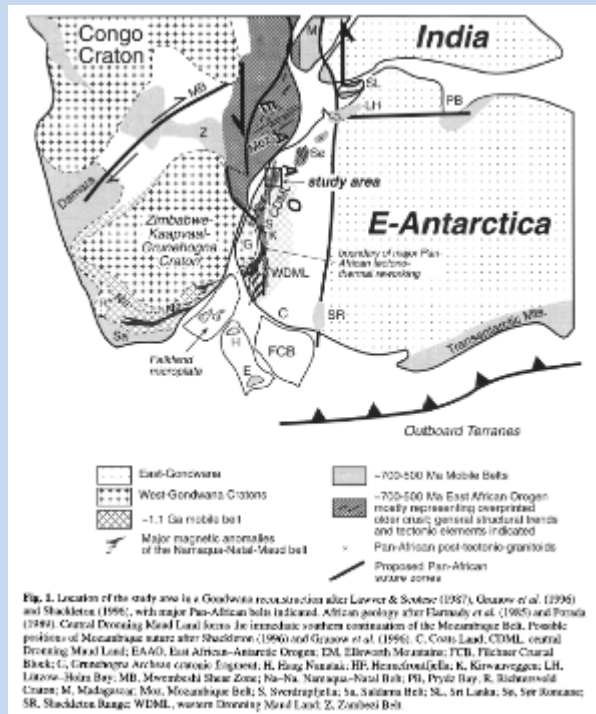 Congo
Craton
India
M
MB
SL
LH
PB
Z
Moz
Sø
Damara
study area
CDML
Zimbabwe-
Kaapvaal-
Grunehogna
Craton
E-Antarctica
G
K
boundary of major Pan-
African tectono-
thermal reworking
WDML
R
Na
Na
Sa
C
SR
Transantarctic Mts.
Falkland
microplate
H
FCB
E
Outboard Terranes
East-Gondwana
West-Gondwana Cratons
~1.1 Ga mobile belt
Major magnetic anomalies
of the Namaqua-Natal-Maud belt
~700-500 Ma Mobile Belts
~700-500 Ma East African Orogen
mostly representing overprinted
older crust; general structural trends
and tectonic elements indicated
Pan-African post-tectonic-granitoids
Proposed Pan-African
suture zones
Fig. 1. Location of the study area in a Gondwana reconstruction after Lawver & Scotese (1987), Grunow et al. (1996)
and Shackleton (1996), with major Pan-African belts indicated. African geology after Hartnady et al. (1985) and Porada
(1989). Central Dronning Maud Land forms the immediate southern continuation of the Mozambique Belt. Possible
positions of Mozambique suture after Shackleton (1996) and Grunow et al. (1996). C, Coats Land; CDML, central
Dronning Maud Land; EAAO, East African-Antarctic Orogen; EM, Ellsworth Mountains; FCB, Filchner Crustal
Block; G, Grunehogna Archean cratonic fragment; H, Haag Nunatak; HF, Heimefrontfjella; K, Kirwanveggen; LH,
Lützow-Holm Bay; MB, Mwembeshi Shear Zone; Na-Na, Namaqua-Natal Belt; PB, Prydz Bay; R, Richtersveld
Craton; M, Madagascar; Moz, Mozambique Belt; S, Sverdrupfjella; Sa, Saldania Belt; SL, Sri Lanka; Sø, Sør Rondane;
SR, Shackleton Range; WDML, western Dronning Maud Land; Z, Zambezi Belt